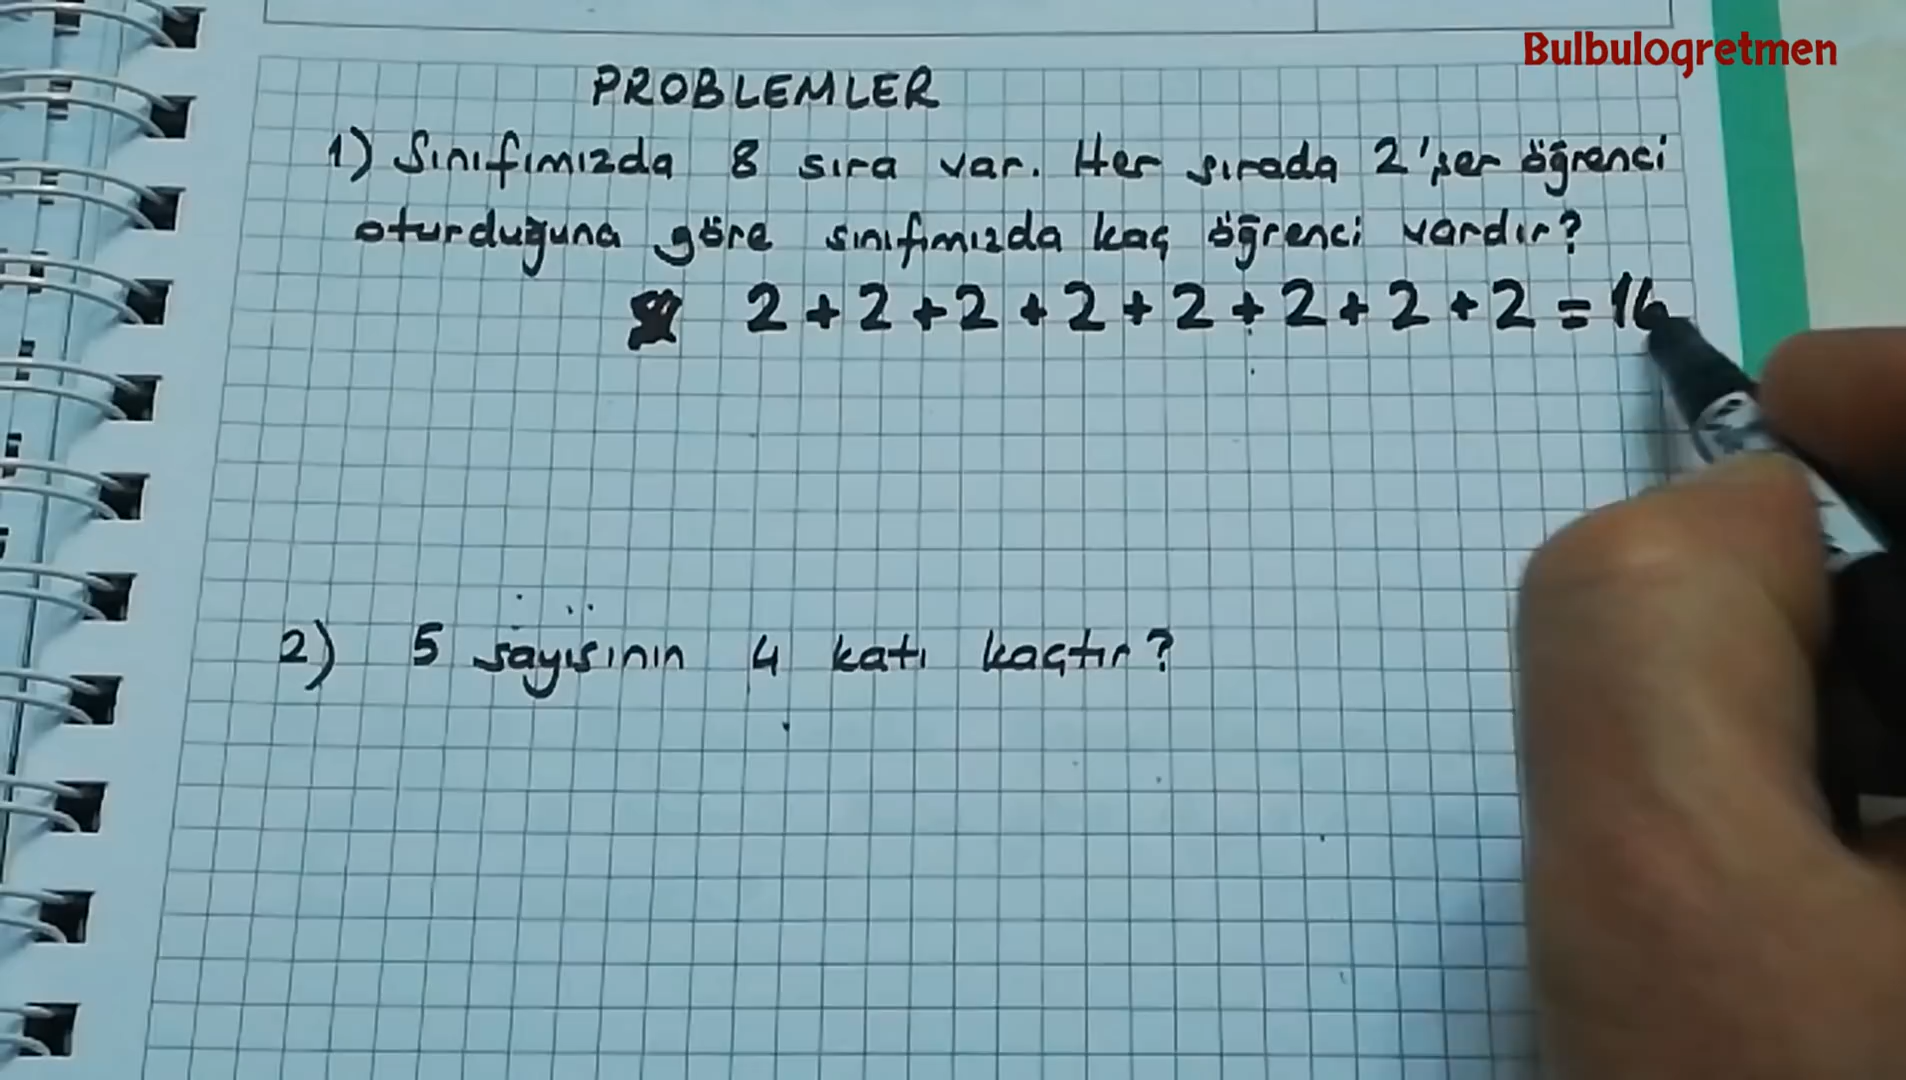 Bulbulogretmen
PROBLEMLER
1) Sınıfımızda 8 sıra var. Her sırada 2'şer öğrenci
oturduğuna göre sınıfımızda kaç öğrenci vardır?
2 + 2 + 2 + 2 + 2 + 2 + 2 + 2 = 16
2) 5 sayısının 4 katı kaçtır?